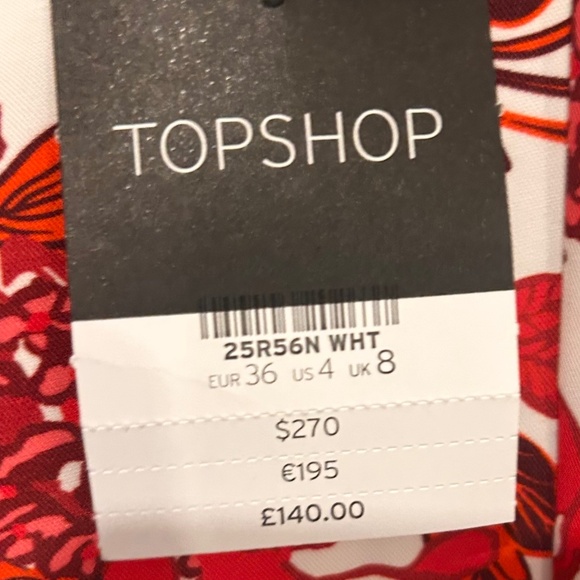 TOPSHOP
25R56N WHT
EUR 36 US 4 UK 8
$270
€195
£140.00